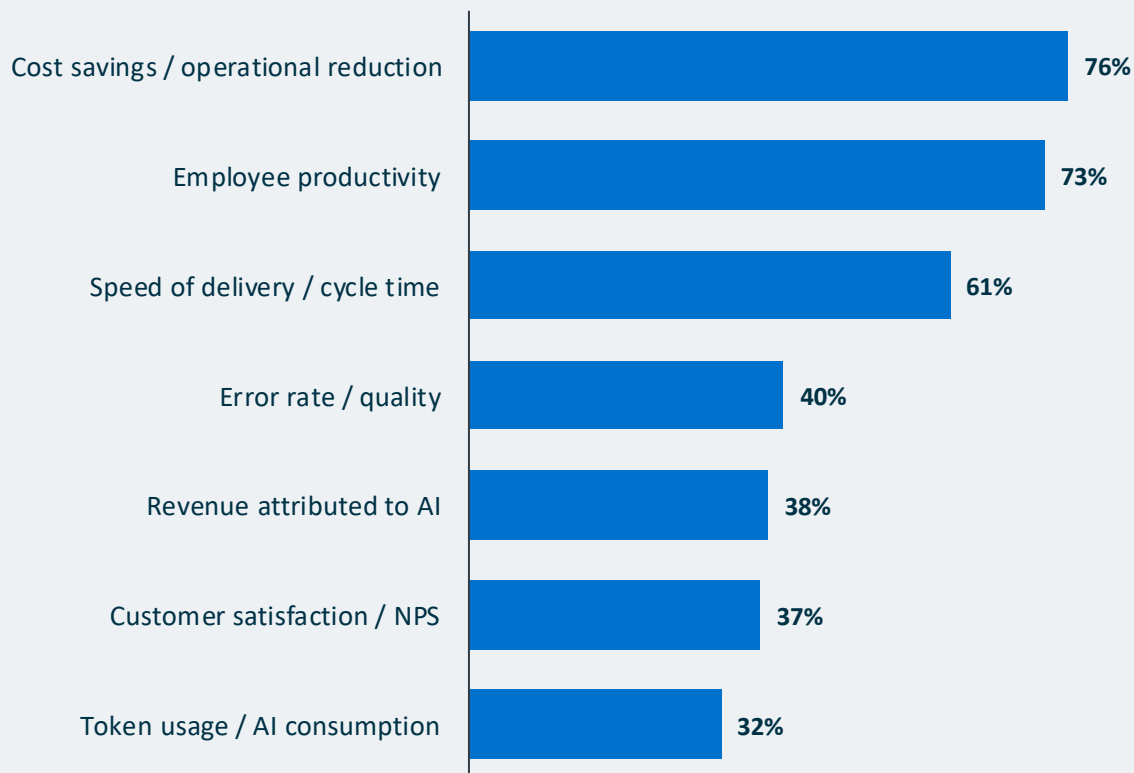 Cost savings / operational reduction 76%
Employee productivity 73%
Speed of delivery / cycle time 61%
Error rate / quality 40%
Revenue attributed to AI 38%
Customer satisfaction / NPS 37%
Token usage / AI consumption 32%